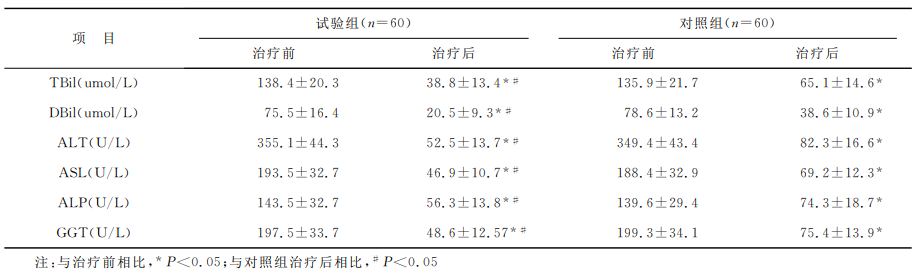 项 目 试验组(n=60) 对照组(n=60)
治疗前 治疗后 治疗前 治疗后
TBil(umol/L) 138.4±20.3 38.8±13.4*# 135.9±21.7 65.1±14.6*
DBil(umol/L) 75.5±16.4 20.5±9.3*# 78.6±13.2 38.6±10.9*
ALT(U/L) 355.1±44.3 52.5±13.7*# 349.4±43.4 82.3±16.6*
ASL(U/L) 193.5±32.7 46.9±10.7*# 188.4±32.9 69.2±12.3*
ALP(U/L) 143.5±32.7 56.3±13.8*# 139.6±29.4 74.3±18.7*
GGT(U/L) 197.5±33.7 48.6±12.57*# 199.3±34.1 75.4±13.9*
注:与治疗前相比,*P<0.05;与对照组治疗后相比,#P<0.05